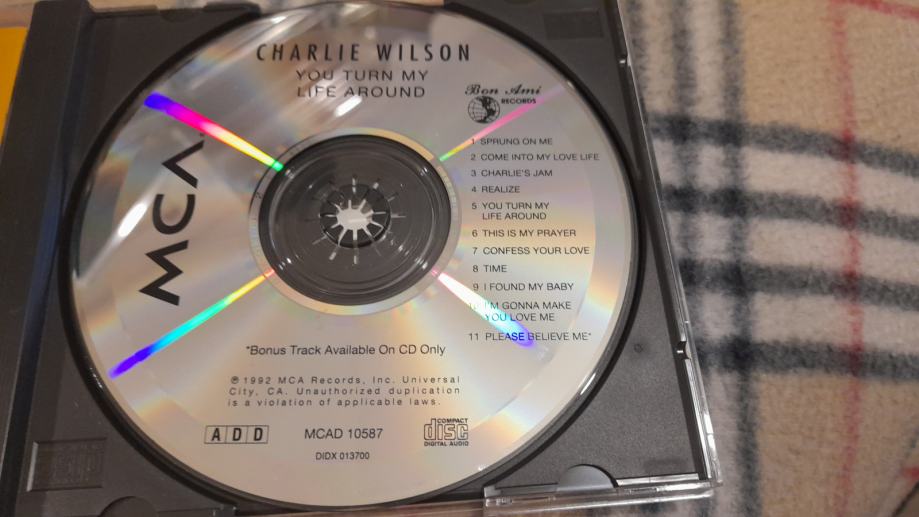 CHARLIE WILSON
YOU TURN MY
LIFE AROUND
Bon Ami
RECORDS
MCA
1 SPRUNG ON ME
2 COME INTO MY LOVE LIFE
3 CHARLIE'S JAM
4 REALIZE
5 YOU TURN MY
LIFE AROUND
6 THIS IS MY PRAYER
7 CONFESS YOUR LOVE
8 TIME
9 I FOUND MY BABY
10 I'M GONNA MAKE
YOU LOVE ME
11 PLEASE BELIEVE ME*
*Bonus Track Available On CD Only
℗ 1992 MCA Records, Inc. Universal
City, CA. Unauthorized duplication
is a violation of applicable laws.
ADD
MCAD 10587
DIDX 013700
COMPACT
disc
DIGITAL AUDIO